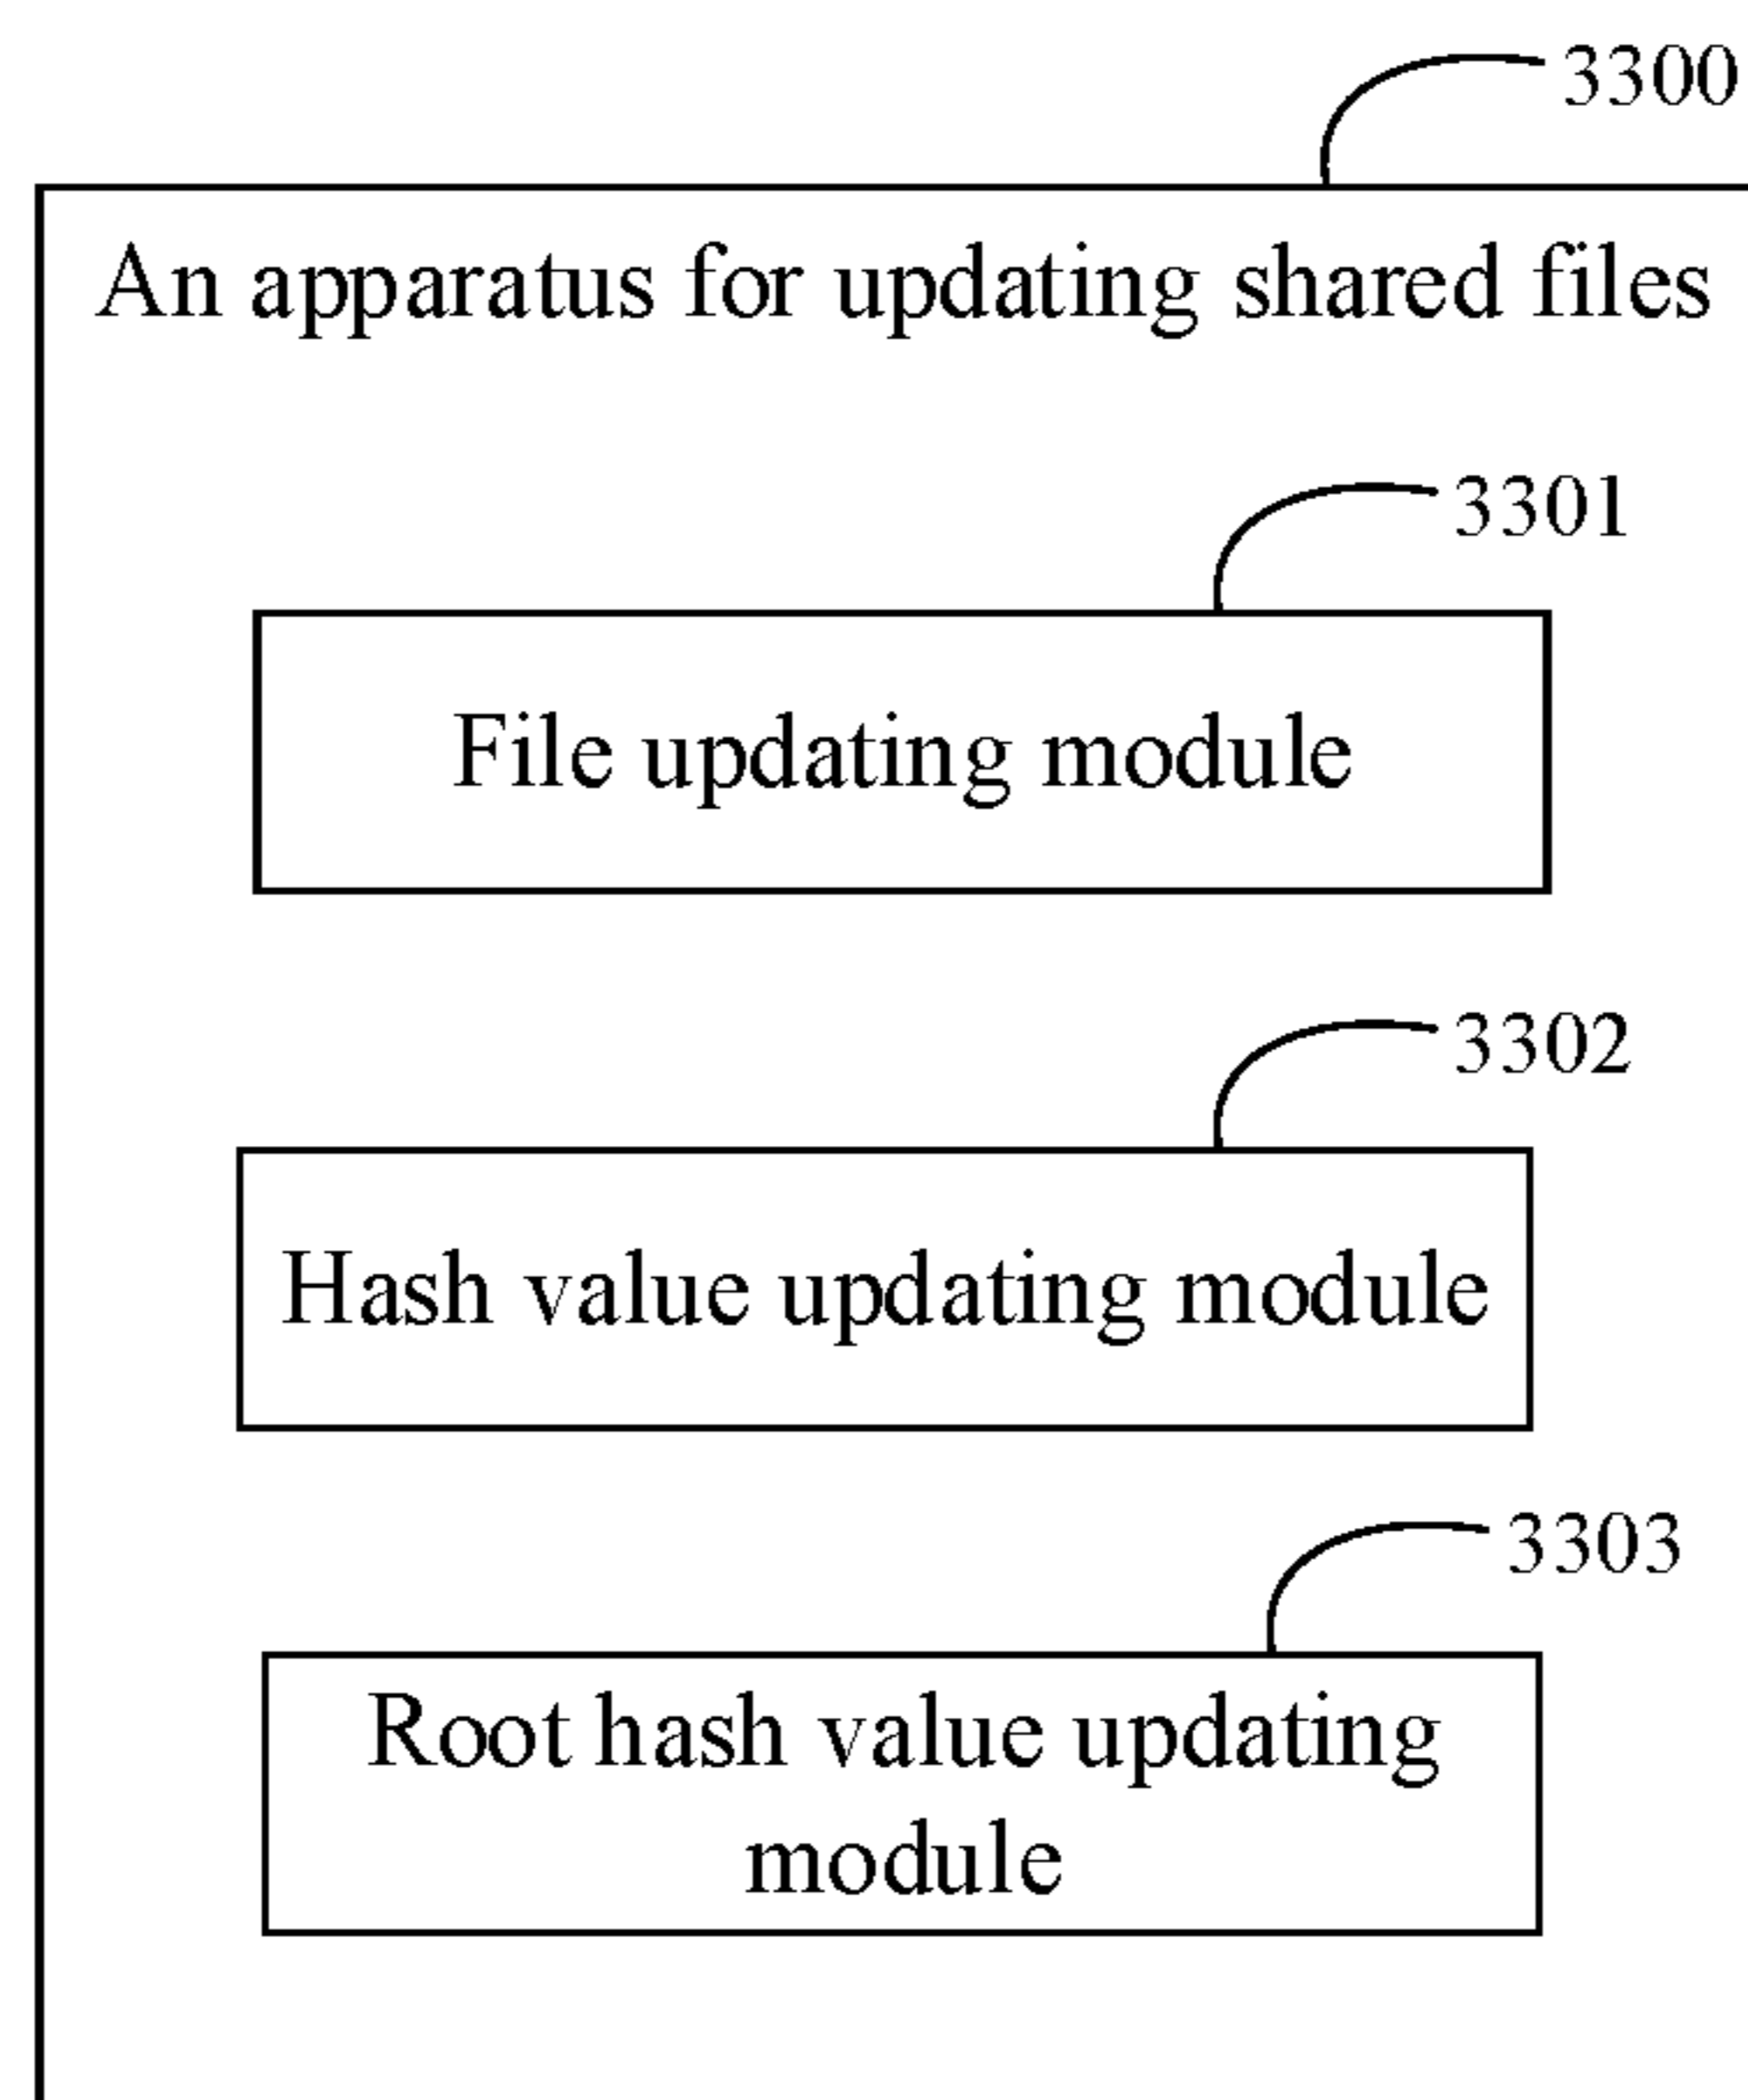 3300
An apparatus for updating shared files
3301
File updating module
3302
Hash value updating module
3303
Root hash value updating
module